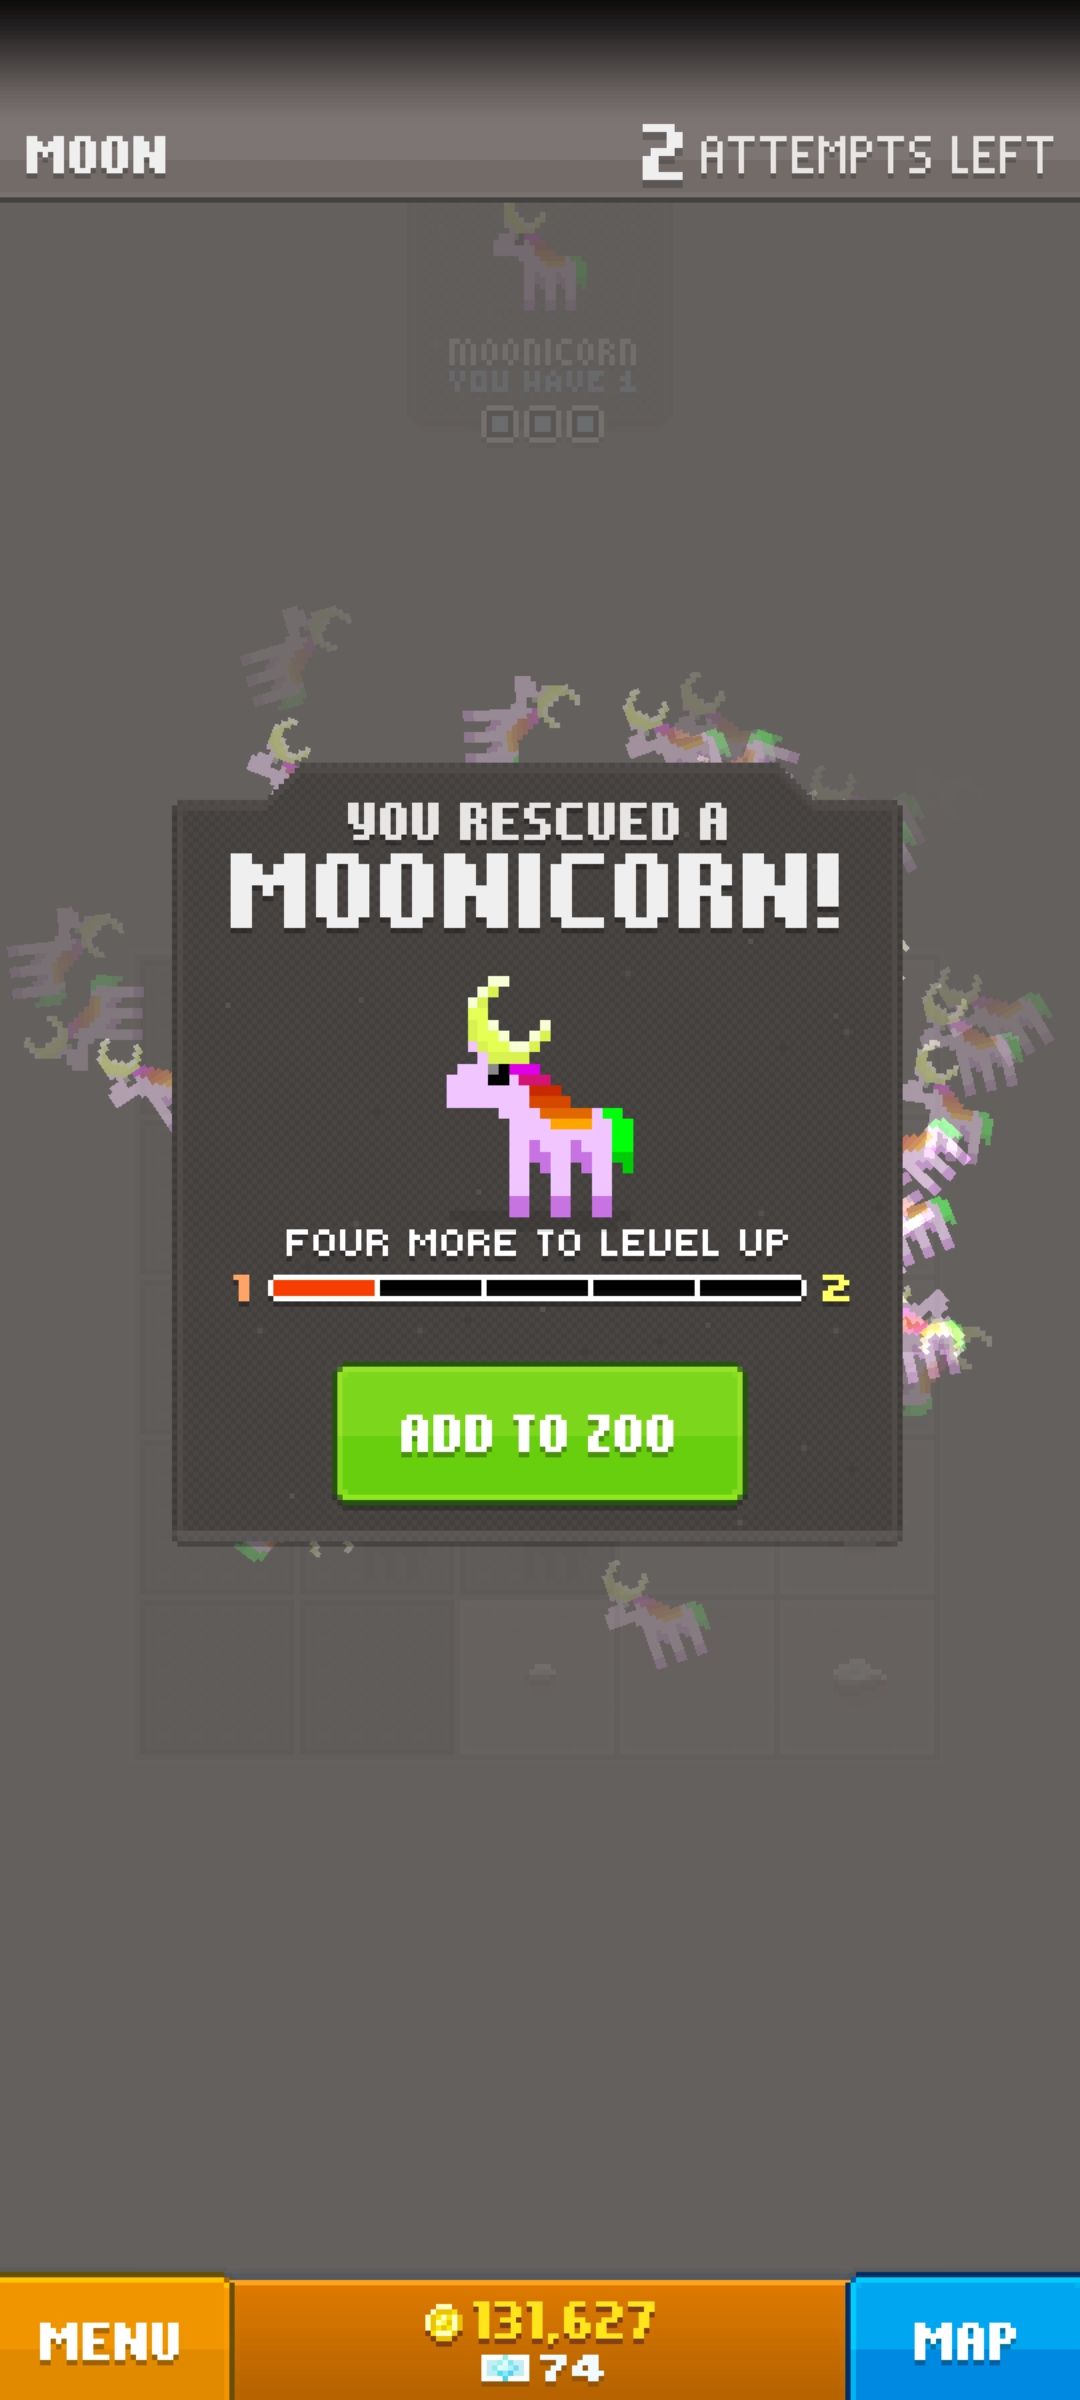 MOON
2 ATTEMPTS LEFT
MOONICORN
YOU HAVE 1
YOU RESCUED A
MOONICORN!
FOUR MORE TO LEVEL UP
1 2
ADD TO ZOO
MENU
131,627
74
MAP